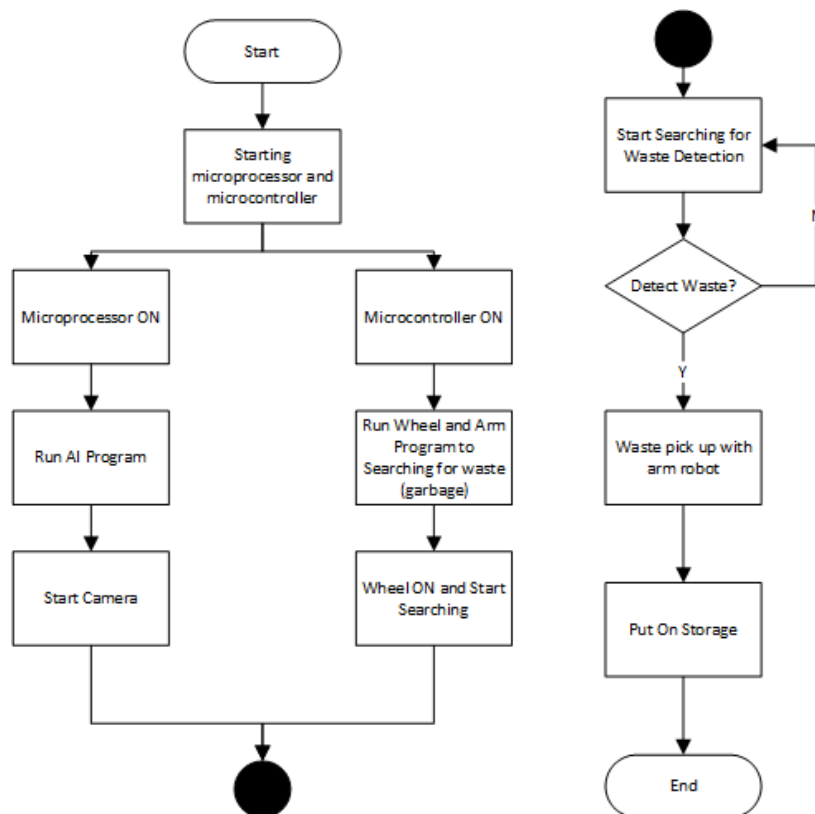 Start
Starting
microprocessor and
microcontroller
Microprocessor ON
Microcontroller ON
Run AI Program
Run Wheel and Arm
Program to
Searching for waste
(garbage)
Start Camera
Wheel ON and Start
Searching
Start Searching for
Waste Detection
Detect Waste?
Y
Waste pick up with
arm robot
Put On Storage
End